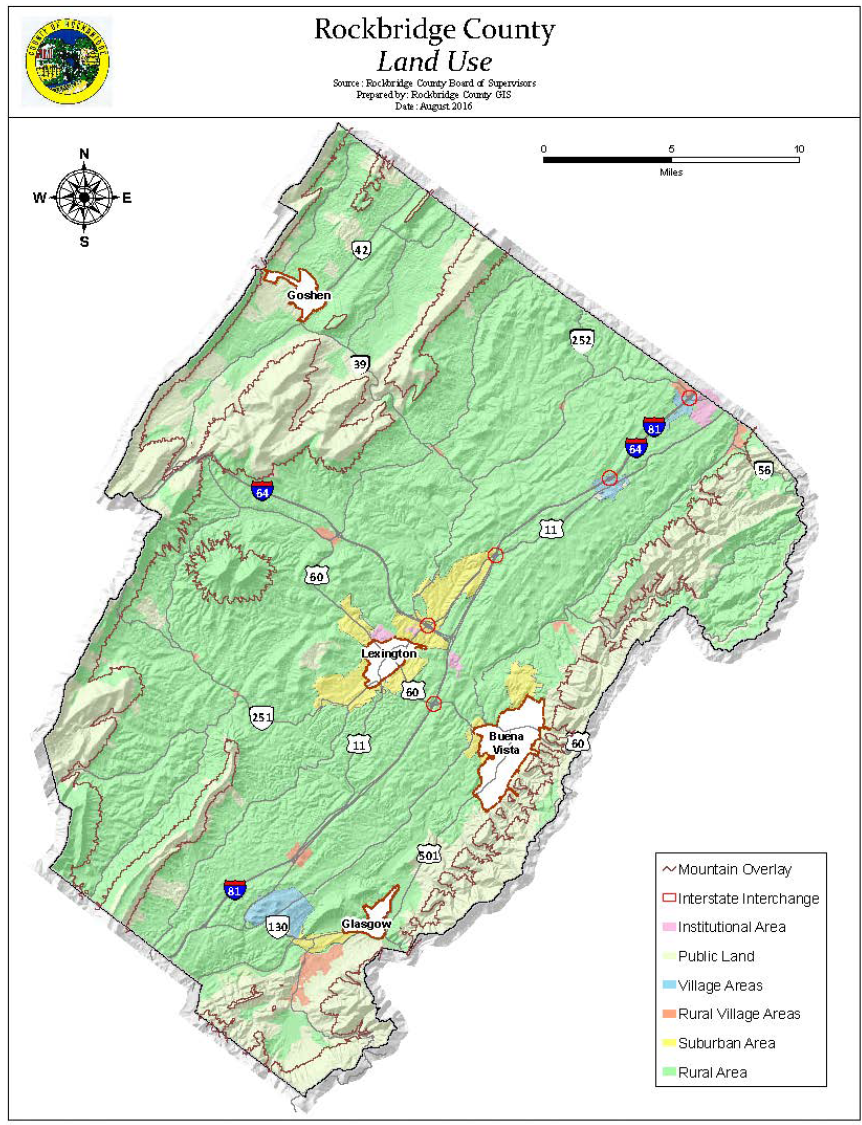 COUNTY OF ROCKBRIDGE
Rockbridge County
Land Use
Source: Rockbridge County Board of Supervisors
Prepared by: Rockbridge County GIS
Date: August 2016
N
W E
S
0 5 10
Miles
42
Goshen
252
39
81
64
56
64
11
60
Lexington
60
251
11
Buena
Vista
60
501
81
Glasgow
130
Mountain Overlay
Interstate Interchange
Institutional Area
Public Land
Village Areas
Rural Village Areas
Suburban Area
Rural Area